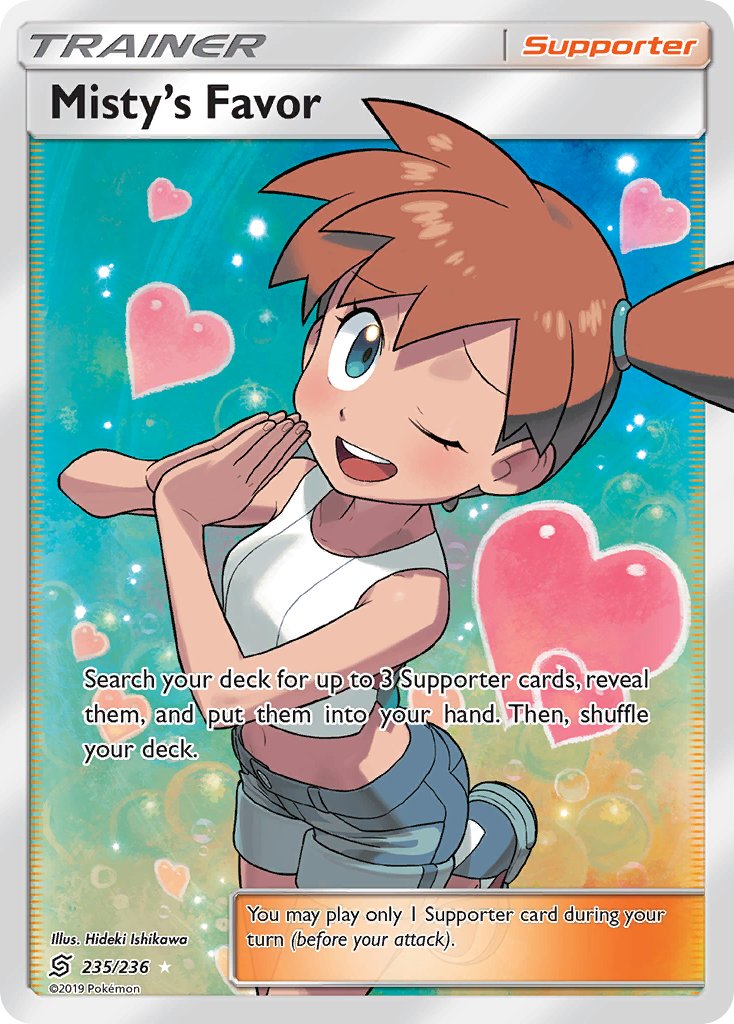 TRAINER
Supporter
Misty's Favor
Search your deck for up to 3 Supporter cards, reveal
them, and put them into your hand. Then, shuffle
your deck.
You may play only 1 Supporter card during your
turn (before your attack).
Illus. Hideki Ishikawa
235/236
©2019 Pokémon